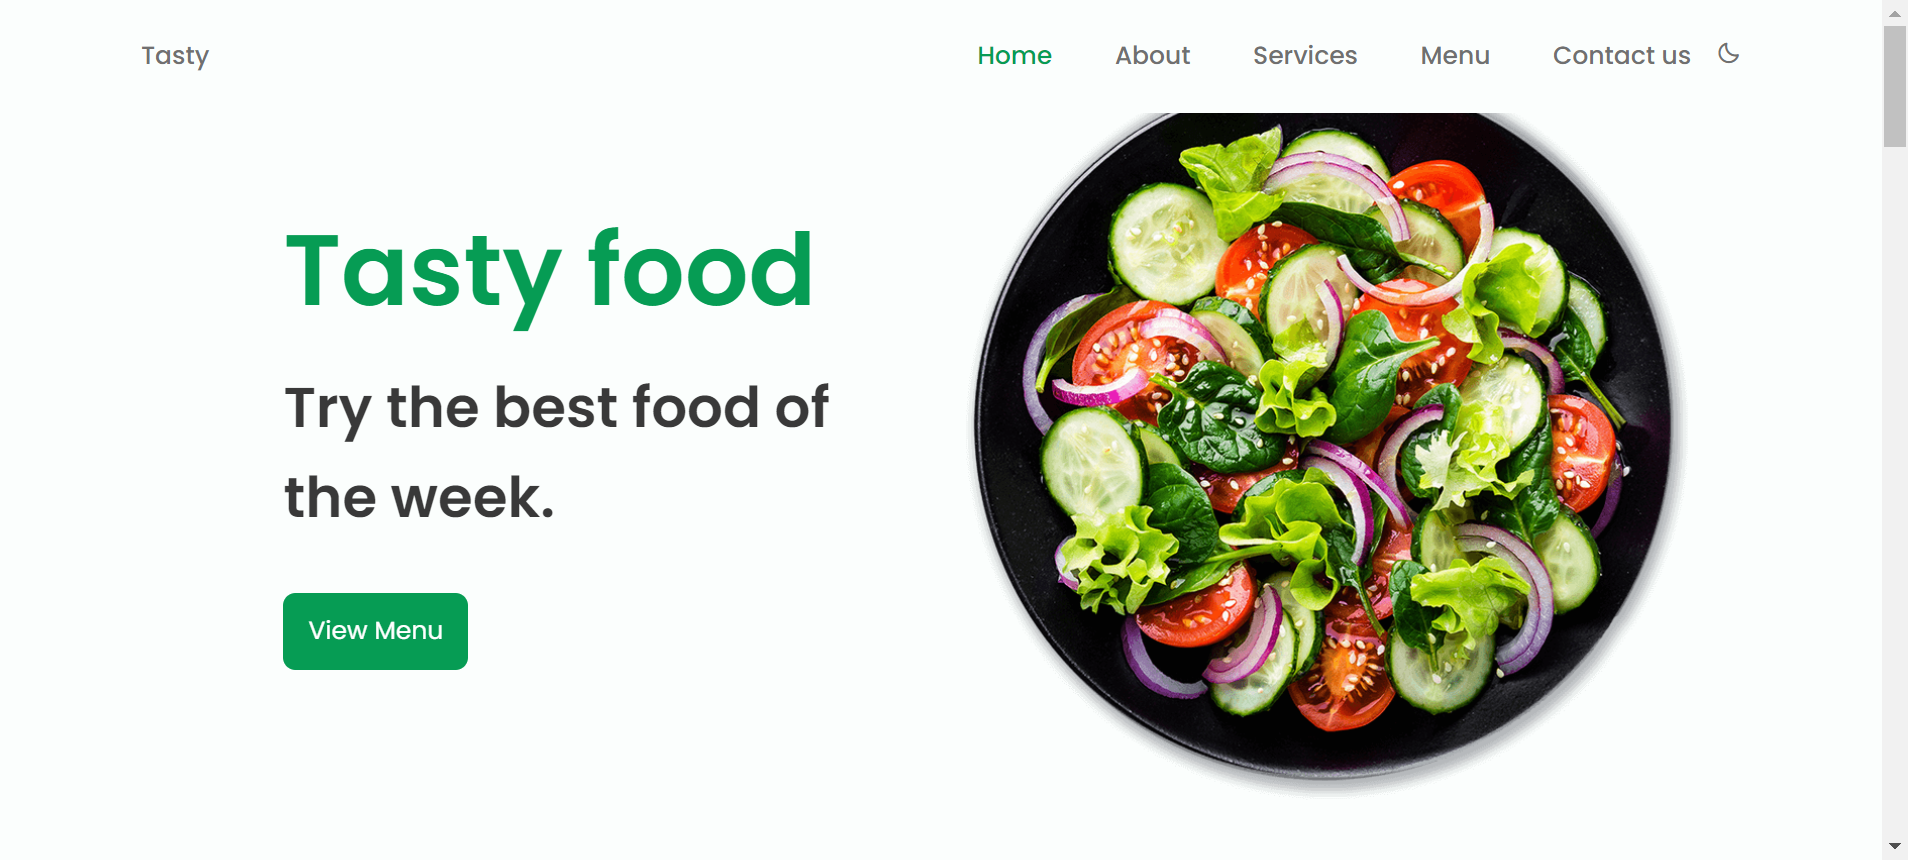 Tasty
Home About Services Menu Contact us
Tasty food
Try the best food of
the week.
View Menu